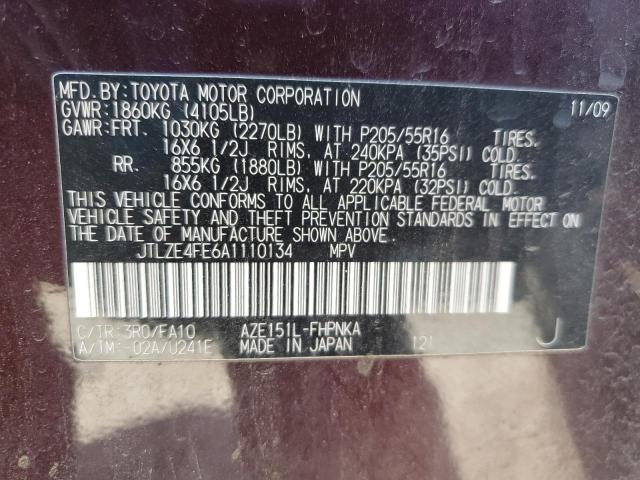 MFD. BY: TOYOTA MOTOR CORPORATION 11/09
GVWR: 1860KG (4105LB)
GAWR: FRT. 1030KG (2270LB) WITH P205/55R16 TIRES.
16X6 1/2J RIMS, AT 240KPA (35PSI) COLD.
RR. 855KG (1880LB) WITH P205/55R16 TIRES.
16X6 1/2J RIMS, AT 220KPA (32PSI) COLD.
THIS VEHICLE CONFORMS TO ALL APPLICABLE FEDERAL MOTOR
VEHICLE SAFETY AND THEFT PREVENTION STANDARDS IN EFFECT ON
THE DATE OF MANUFACTURE SHOWN ABOVE.
JTLZE4FE6A1110134 MPV
C/TR: 3R0/FA10 AZE151L-FHPNKA J
A/TM: -02A/U241E MADE IN JAPAN 121